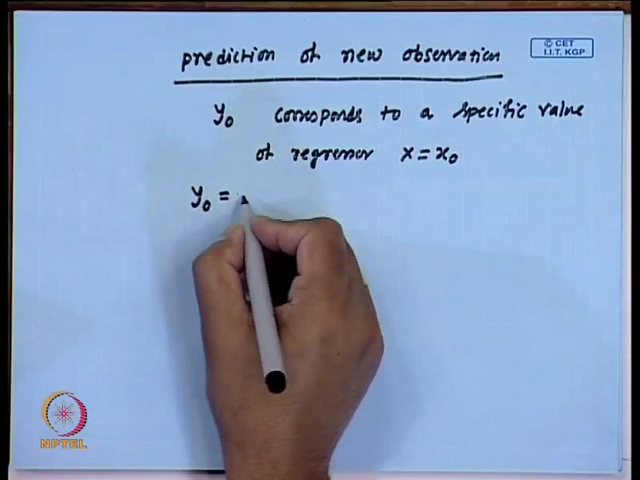 prediction of new observation
© CET
I.I.T. KGP
y₀ corresponds to a specific value
of regressor x = x₀
y₀ =
NPTEL